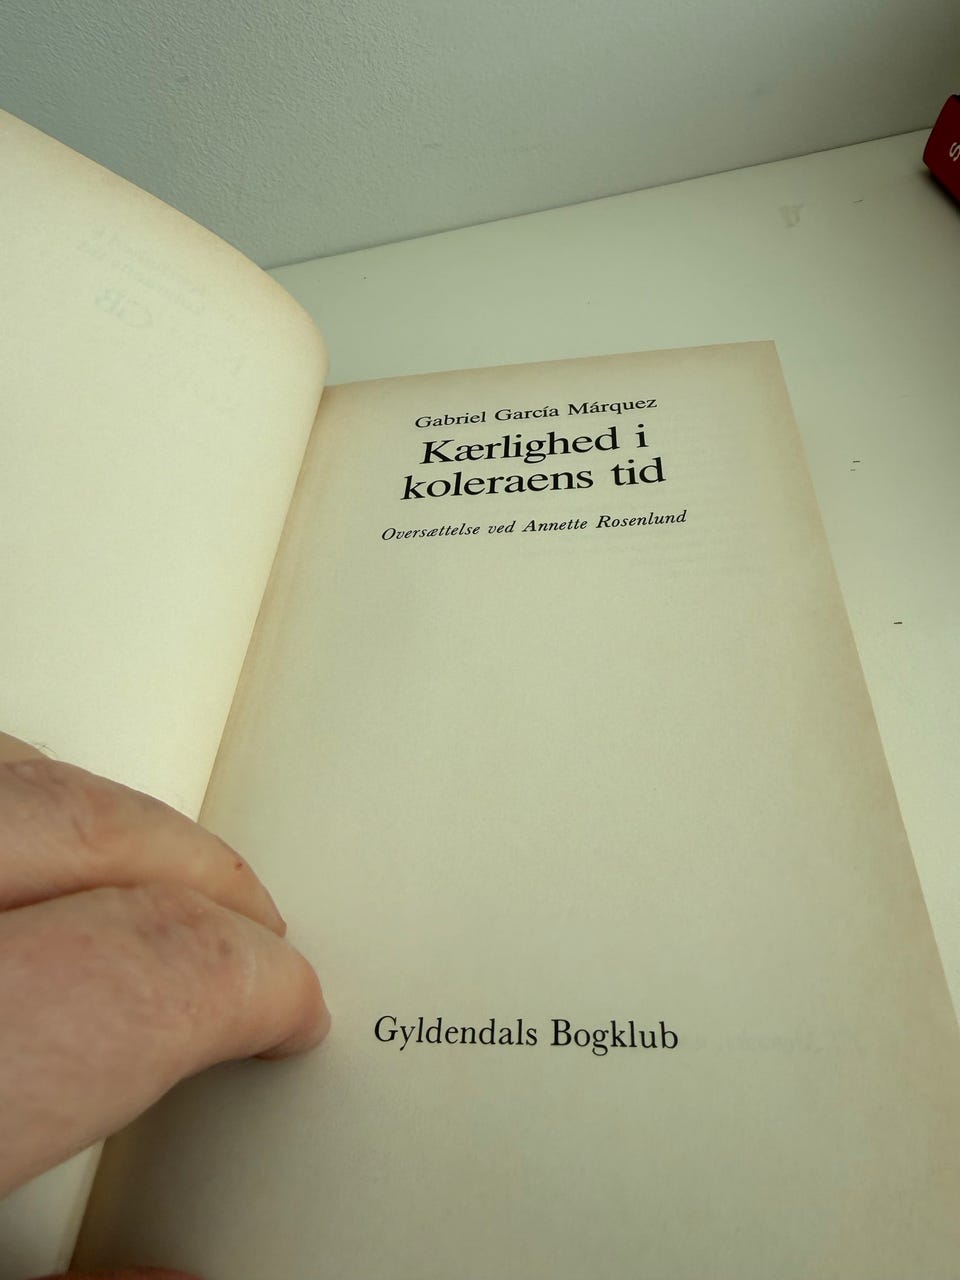 Gabriel García Márquez
Kærlighed i
koleraens tid
Oversættelse ved Annette Rosenlund
Gyldendals Bogklub